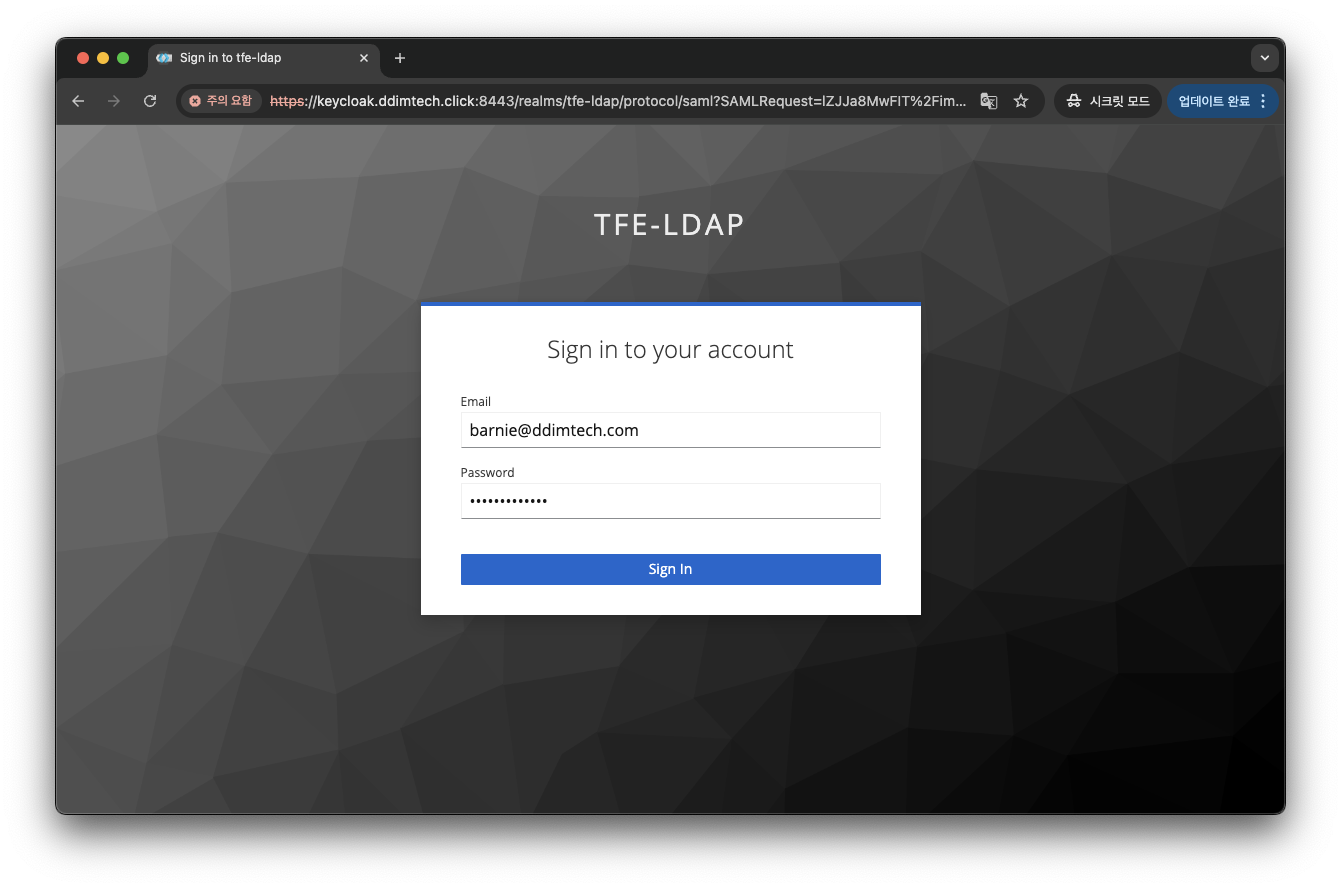 Sign in to tfe-ldap
주의 요함 https://keycloak.ddimtech.click:8443/realms/tfe-ldap/protocol/saml?SAMLRequest=lZJJa8MwFIT%2Fim... 시크릿 모드 업데이트 완료
TFE-LDAP
Sign in to your account
Email
barnie@ddimtech.com
Password
•••••••••••••
Sign In